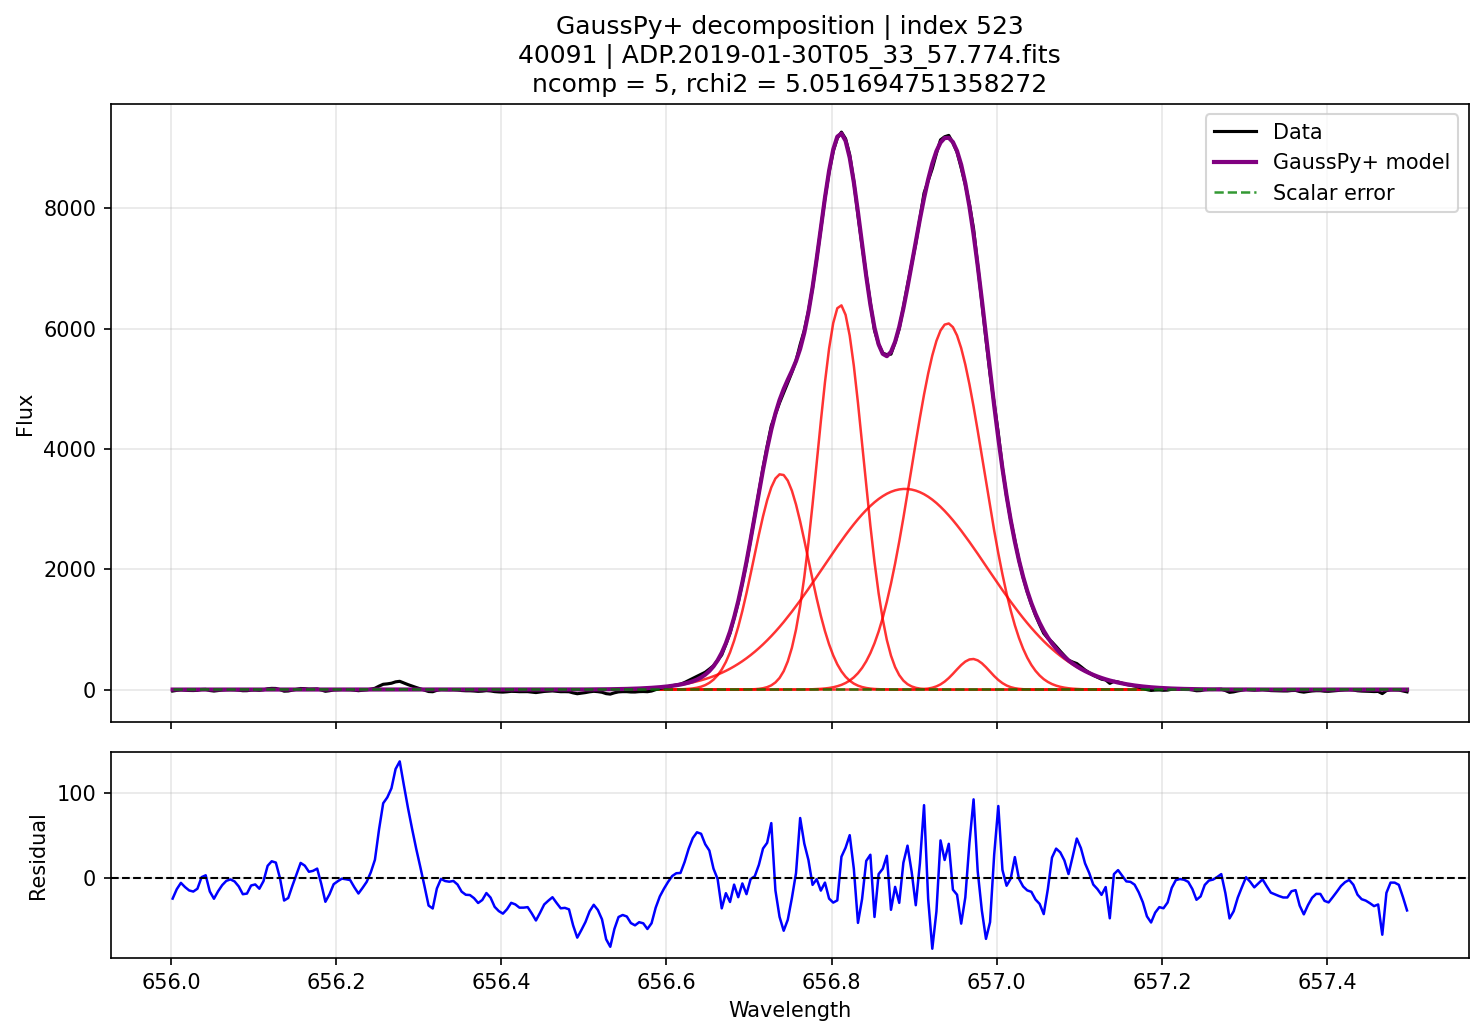 GaussPy+ decomposition | index 523
40091 | ADP.2019-01-30T05_33_57.774.fits
ncomp = 5, rchi2 = 5.051694751358272
Data
GaussPy+ model
Scalar error
Flux
8000
6000
4000
2000
0
Residual
100
0
656.0 656.2 656.4 656.6 656.8 657.0 657.2 657.4
Wavelength